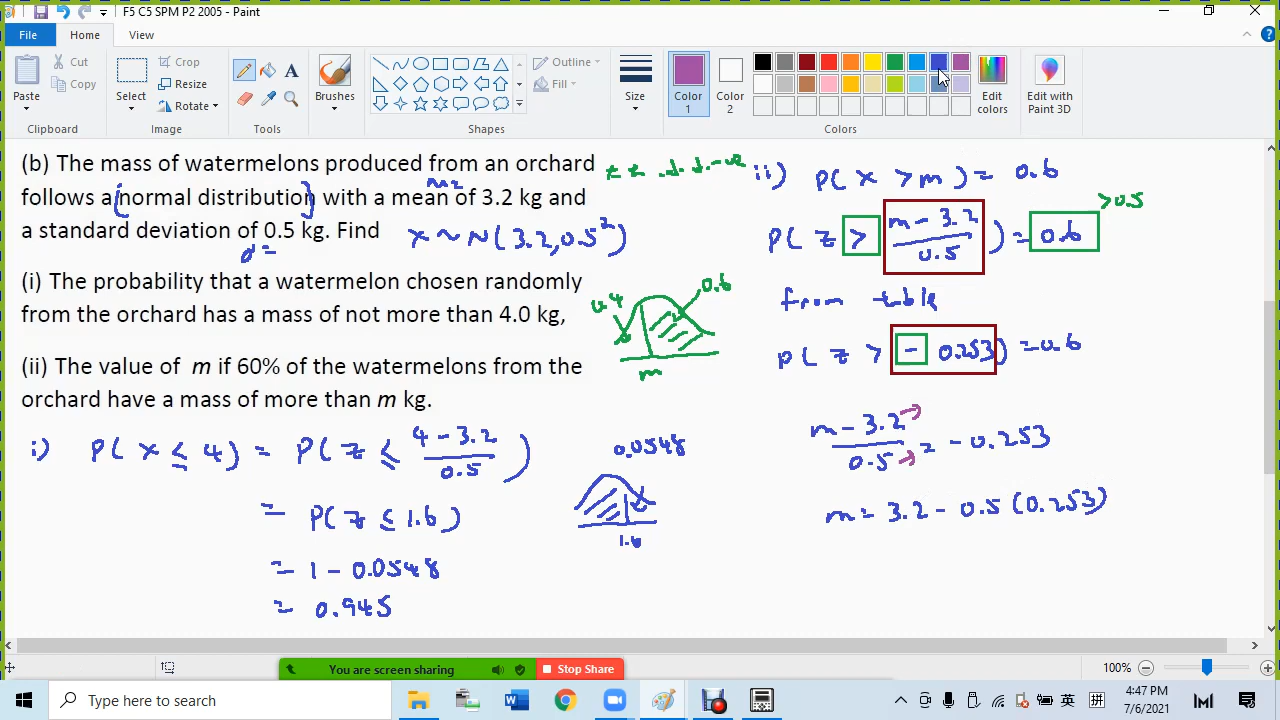 F5 C5 SPM P2 2005 - Paint
File Home View
Paste Cut Copy Clipboard
Select Crop Resize Rotate Image
Tools
Brushes
Outline Fill Shapes
Size
Color 1 Color 2 Colors
Edit colors
Edit with Paint 3D
(b) The mass of watermelons produced from an orchard
follows a normal distribution with a mean of 3.2 kg and
a standard deviation of 0.5 kg. Find
σ =
X ~ N(3.2, 0.5²)
(i) The probability that a watermelon chosen randomly
from the orchard has a mass of not more than 4.0 kg,
(ii) The value of m if 60% of the watermelons from the
orchard have a mass of more than m kg.
i) P(X ≤ 4) = P(Z ≤ 4 - 3.2 / 0.5)
= P(Z ≤ 1.6)
= 1 - 0.0548
= 0.945
0.0548
1.6
0.4 0.6
m
ii) P(X > m) = 0.6
P(Z > m - 3.2 / 0.5) = 0.6
>0.5
from table
P(Z > - 0.253) = 0.6
m - 3.2 / 0.5 = - 0.253
m = 3.2 - 0.5(0.253)
100%
You are screen sharing Stop Share
Type here to search
英 拼
4:47 PM
7/6/2021